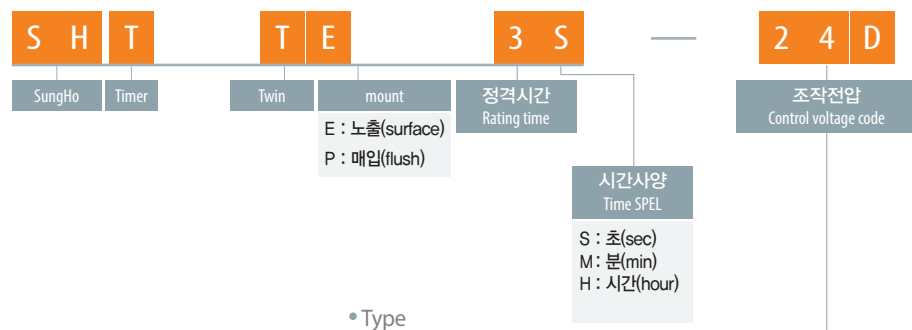 S H T T E 3 S — 2 4 D
SungHo Timer Twin mount 정격시간 조작전압
Rating time Control voltage code
E : 노출(surface)
P : 매입(flush)
시간사양
Time SPEL
S : 초(sec)
M : 분(min)
H : 시간(hour)
• Type